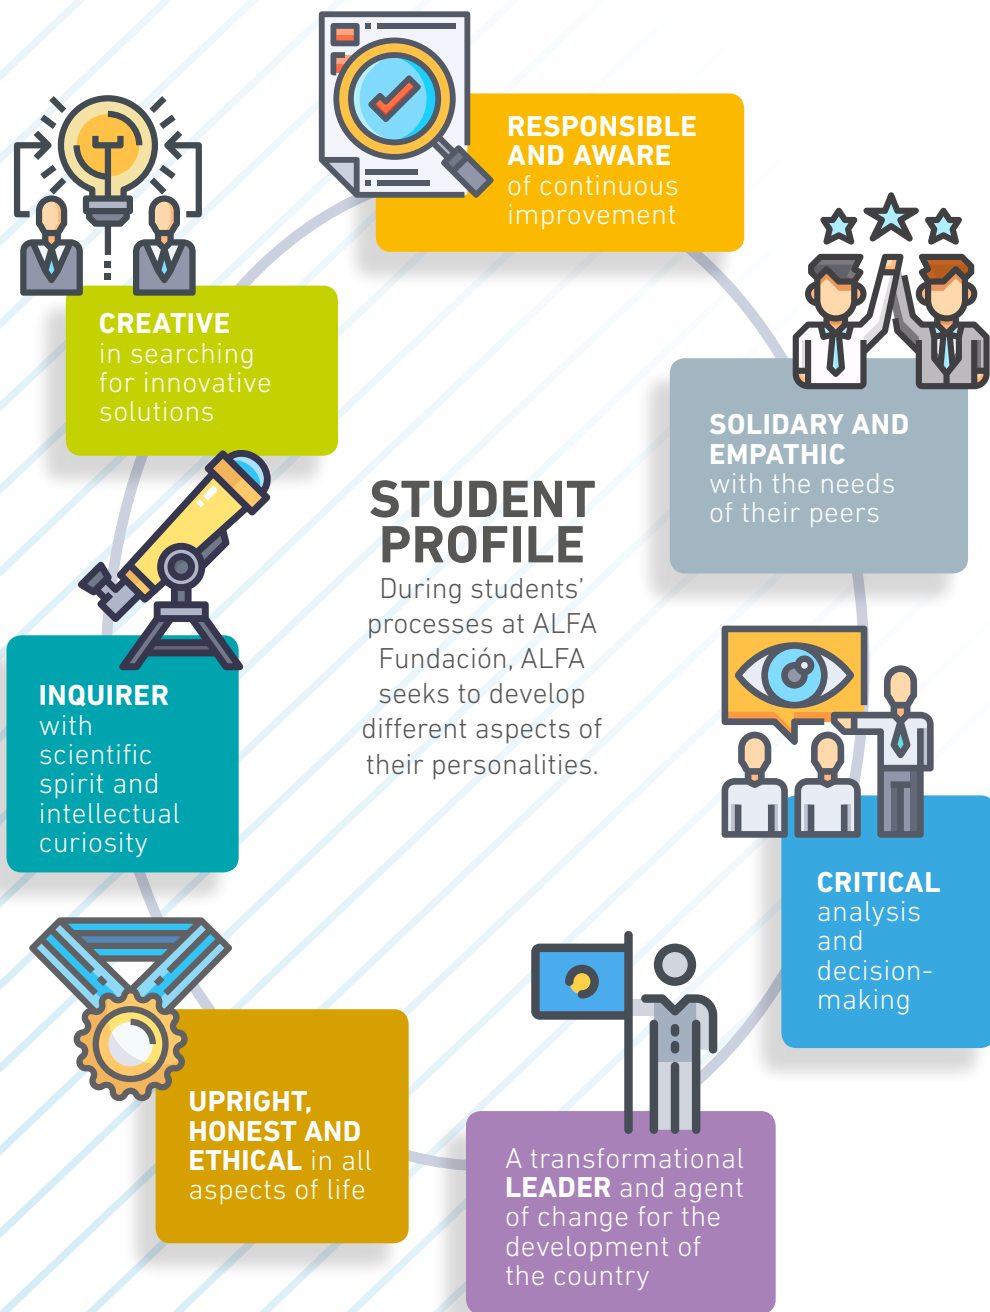 RESPONSIBLE
AND AWARE
of continuous
improvement
CREATIVE
in searching
for innovative
solutions
SOLIDARY AND
EMPATHIC
with the needs
of their peers
STUDENT
PROFILE
During students’
processes at ALFA
Fundación, ALFA
seeks to develop
different aspects of
their personalities.
INQUIRER
with
scientific
spirit and
intellectual
curiosity
CRITICAL
analysis
and
decision-
making
UPRIGHT,
HONEST AND
ETHICAL in all
aspects of life
A transformational
LEADER and agent
of change for the
development of
the country